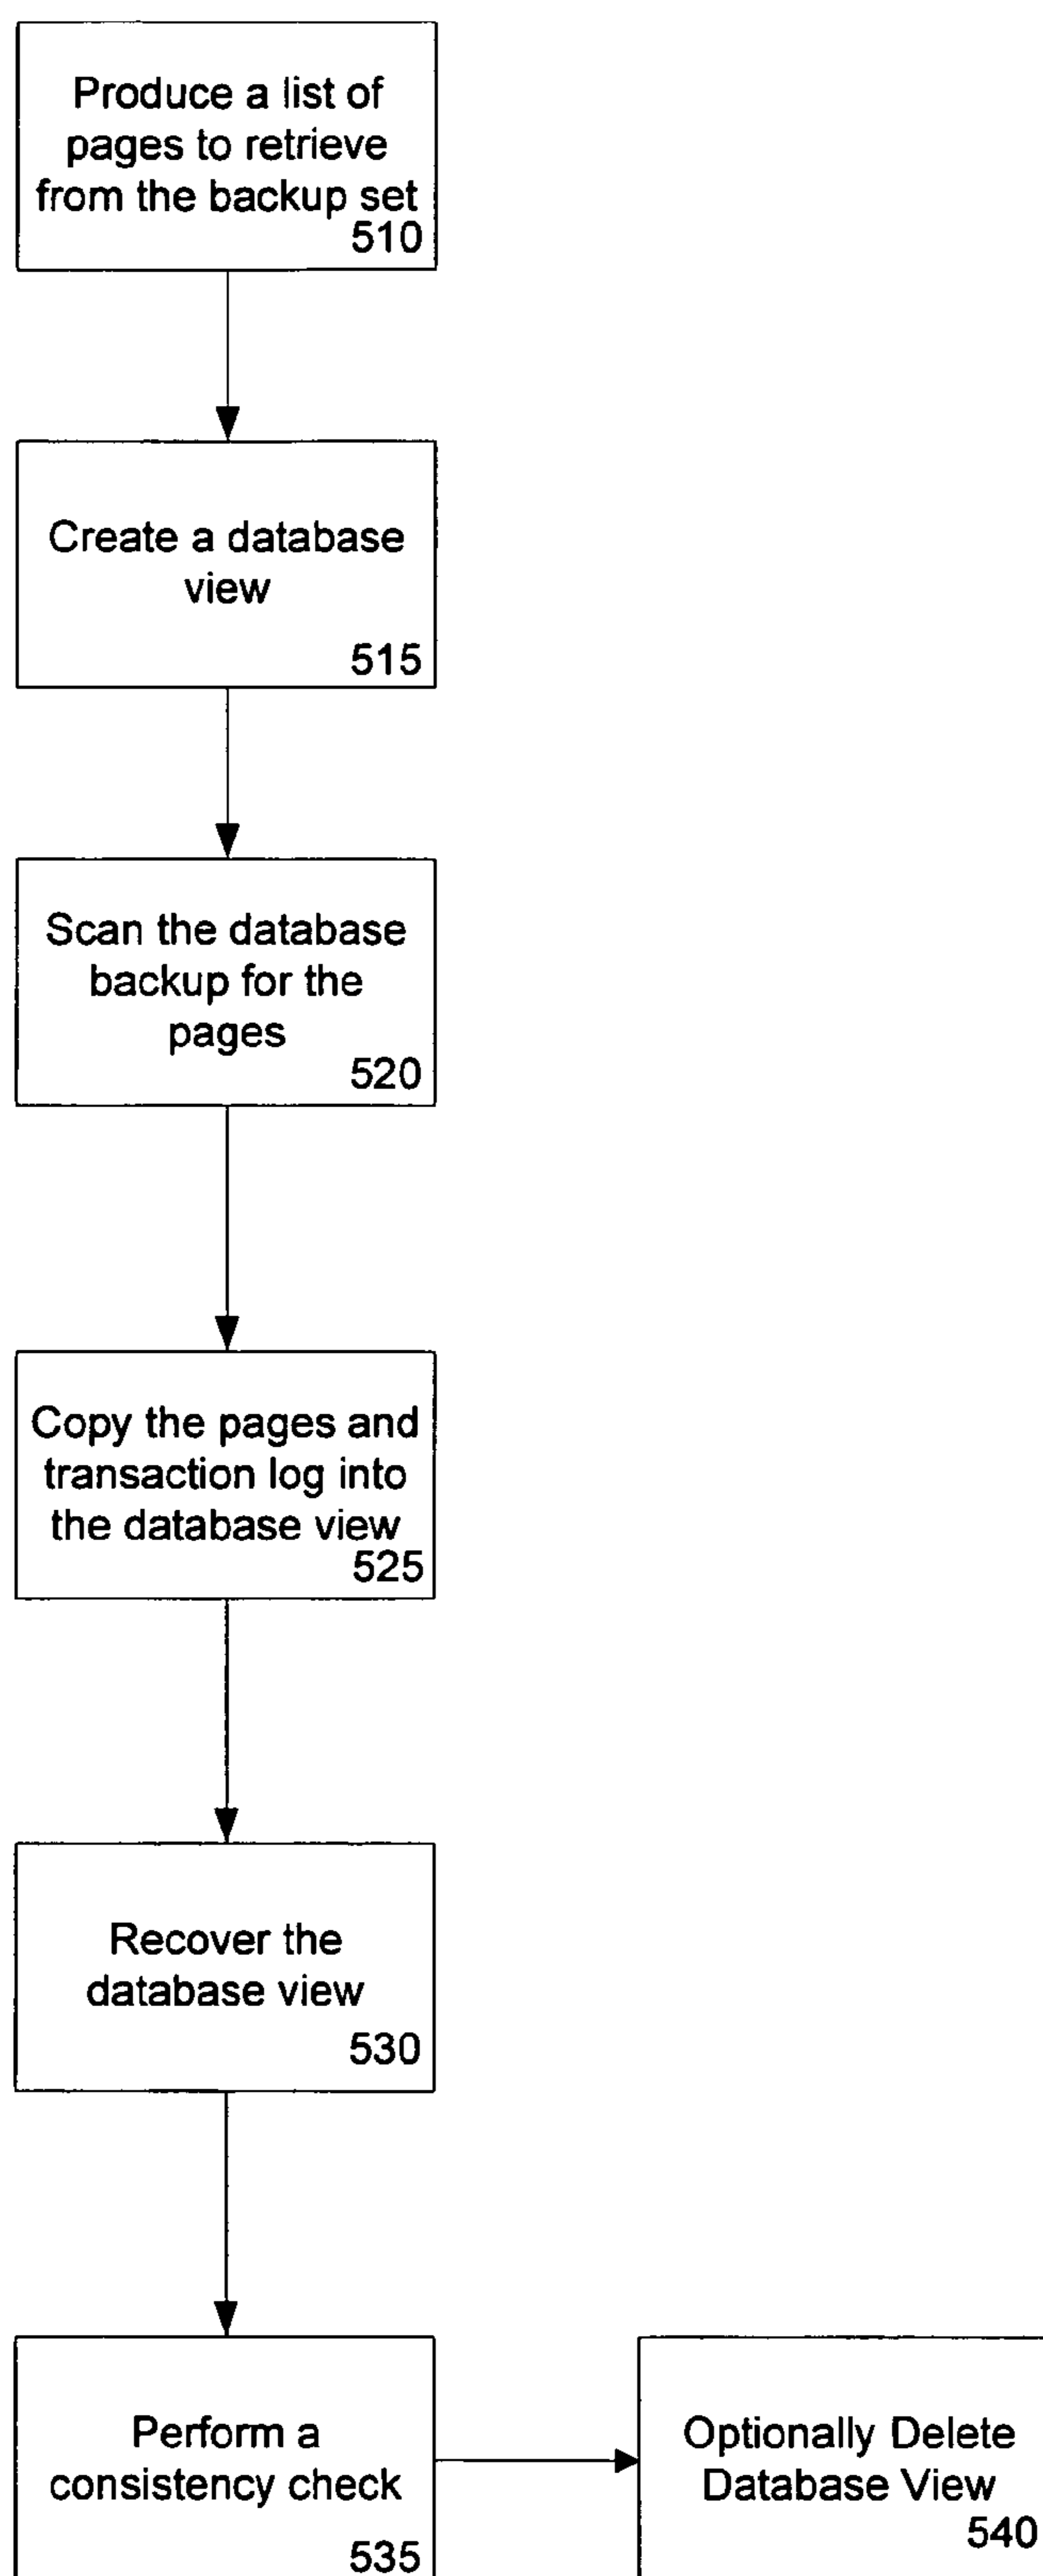 Produce a list of
pages to retrieve
from the backup set
510
Create a database
view
515
Scan the database
backup for the
pages
520
Copy the pages and
transaction log into
the database view
525
Recover the
database view
530
Perform a
consistency check
535
Optionally Delete
Database View
540